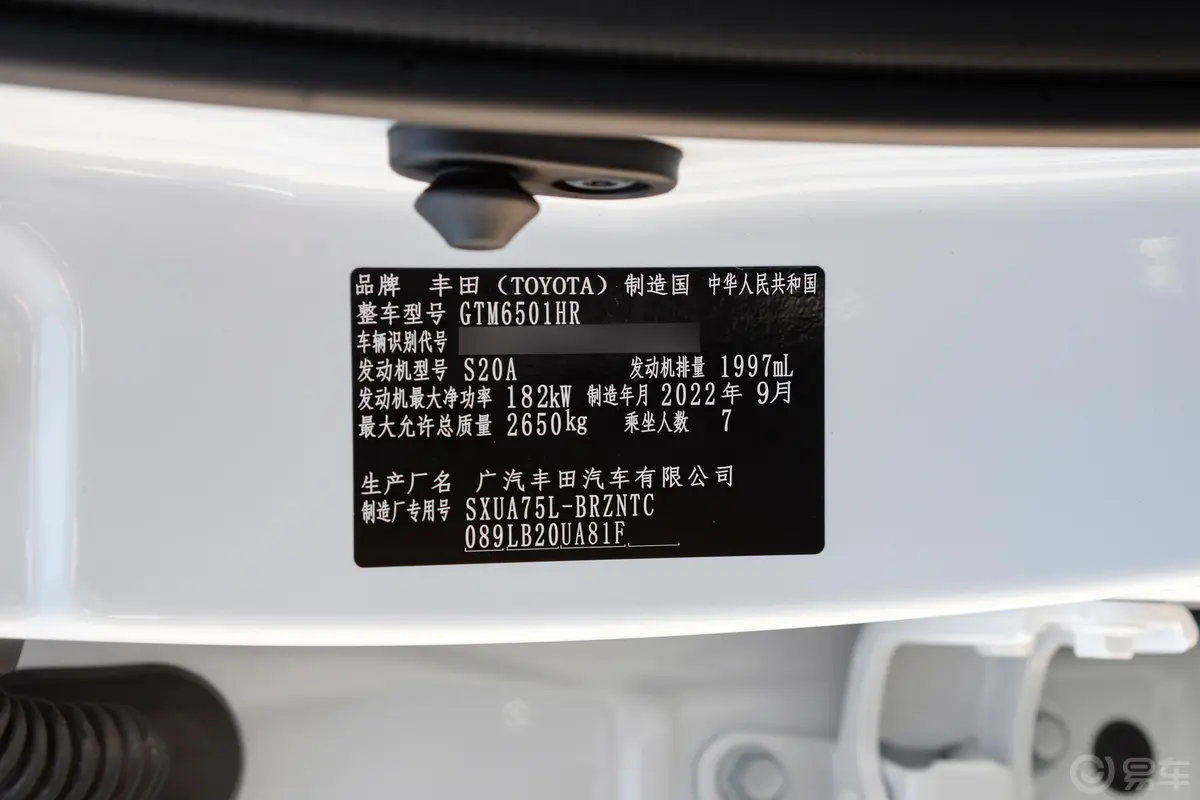 品牌 丰田（TOYOTA）制造国 中华人民共和国
整车型号 GTM6501HR
车辆识别代号
发动机型号 S20A 发动机排量 1997mL
发动机最大净功率 182kW 制造年月 2022年 9月
最大允许总质量 2650kg 乘坐人数 7
生产厂名 广汽丰田汽车有限公司
制造厂专用号 SXUA75L-BRZNTC
089LB20UA81F
易车